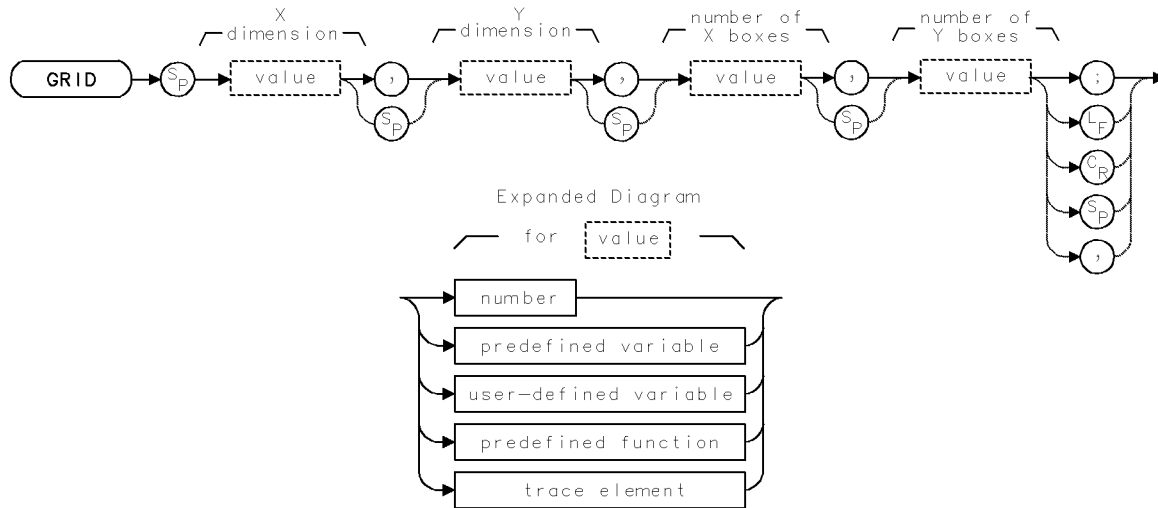 X dimension
Y dimension
number of X boxes
number of Y boxes
GRID SP value , value , value , value ;
SP SP SP LF
CR
SP
,
Expanded Diagram
for value
number
predefined variable
user-defined variable
predefined function
trace element